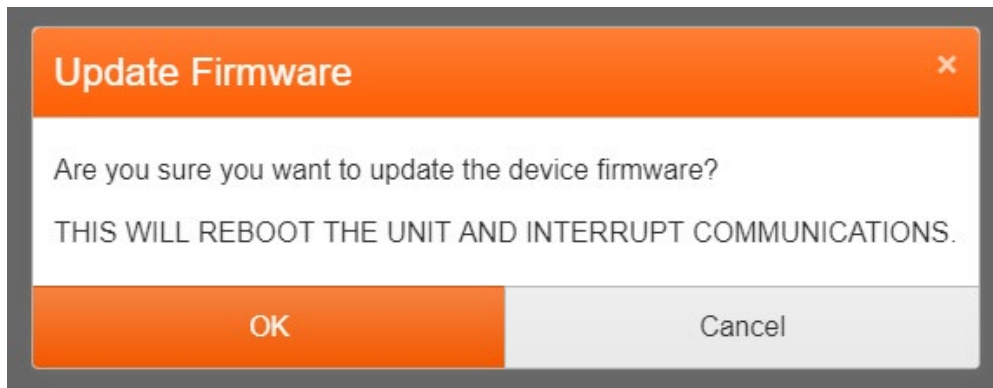 Update Firmware ×
Are you sure you want to update the device firmware?
THIS WILL REBOOT THE UNIT AND INTERRUPT COMMUNICATIONS.
OK Cancel